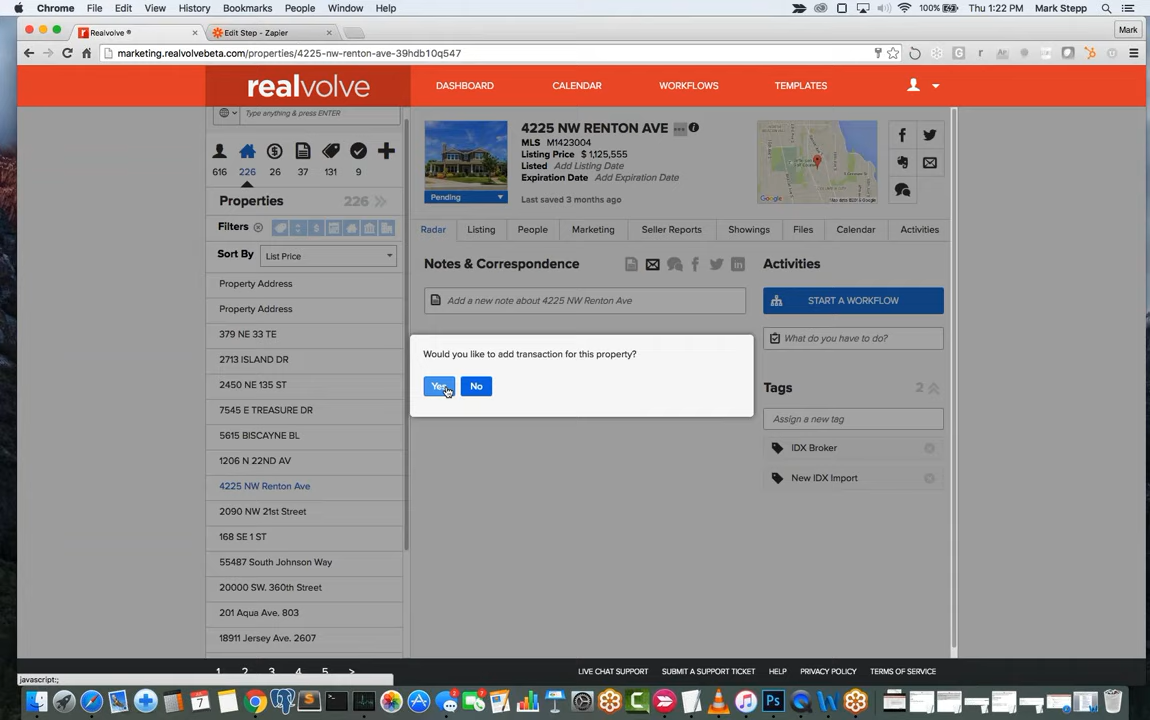 Chrome File Edit View History Bookmarks People Window Help 100% Thu 1:22 PM Mark Stepp
Realvolve ® Edit Step - Zapier Mark
marketing.realvolvebeta.com/properties/4225-nw-renton-ave-39hdb10q547
realvolve DASHBOARD CALENDAR WORKFLOWS TEMPLATES
Type anything & press ENTER
616 226 26 37 131 9
Properties 226
Filters
Sort By List Price
Property Address
Property Address
379 NE 33 TE
2713 ISLAND DR
2450 NE 135 ST
7545 E TREASURE DR
5615 BISCAYNE BL
1206 N 22ND AV
4225 NW Renton Ave
2090 NW 21st Street
168 SE 1 ST
55487 South Johnson Way
20000 SW. 360th Street
201 Aqua Ave. 803
18911 Jersey Ave. 2607
1 2 3 4 5 >
4225 NW RENTON AVE
MLS M1423004
Listing Price $ 1,125,555
Listed Add Listing Date
Expiration Date Add Expiration Date
Last saved 3 months ago
Pending
Google
Radar Listing People Marketing Seller Reports Showings Files Calendar Activities
Notes & Correspondence
Add a new note about 4225 NW Renton Ave
Would you like to add transaction for this property?
Yes No
Activities
START A WORKFLOW
What do you have to do?
Tags 2
Assign a new tag
IDX Broker
New IDX Import
LIVE CHAT SUPPORT SUBMIT A SUPPORT TICKET HELP PRIVACY POLICY TERMS OF SERVICE
javascript:;